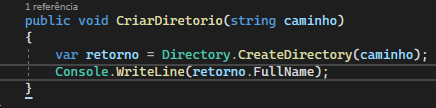 1 referência
public void CriarDiretorio(string caminho)
{
var retorno = Directory.CreateDirectory(caminho);
Console.WriteLine(retorno.FullName);
}